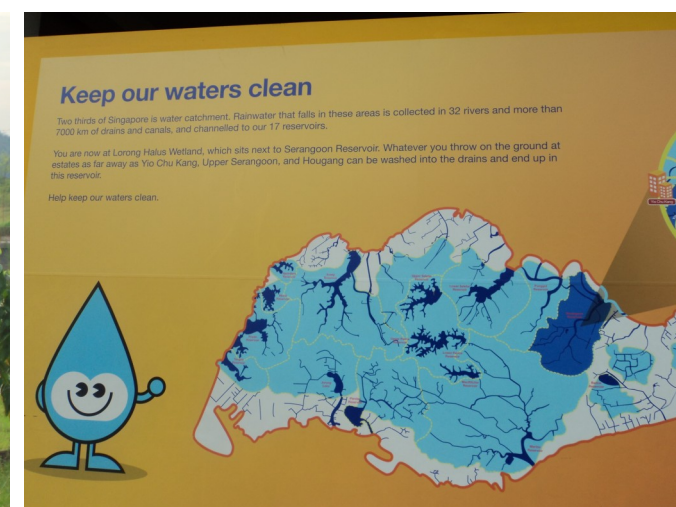 Keep our waters clean
Two thirds of Singapore is water catchment. Rainwater that falls in these areas is collected in 32 rivers and more than
7000 km of drains and canals, and channelled to our 17 reservoirs.
You are now at Lorong Halus Wetland, which sits next to Serangoon Reservoir. Whatever you throw on the ground at
estates as far away as Yio Chu Kang, Upper Serangoon, and Hougang can be washed into the drains and end up in
this reservoir.
Help keep our waters clean.